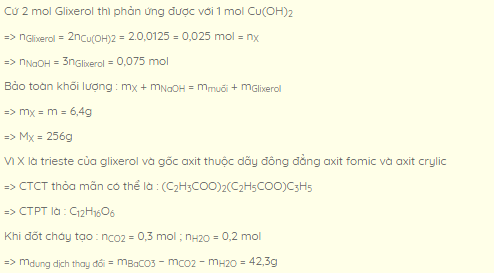 Cứ 2 mol Glixerol thì phản ứng được với 1 mol Cu(OH)2
=> nGlixerol = 2nCu(OH)2 = 2.0,0125 = 0,025 mol = nX
=> nNaOH = 3nGlixerol = 0,075 mol
Bảo toàn khối lượng : mX + mNaOH = mmuối + mGlixerol
=> mX = m = 6,4g
=> MX = 256g
Vì X là trieste của glixerol và gốc axit thuộc dãy đồng đẳng axit fomic và axit crylic
=> CTCT thỏa mãn có thể là : (C2H3COO)2(C2H5COO)C3H5
=> CTPT là : C12H16O6
Khi đốt cháy tạo : nCO2 = 0,3 mol ; nH2O = 0,2 mol
=> mdung dịch thay đổi = mBaCO3 – mCO2 – mH2O = 42,3g